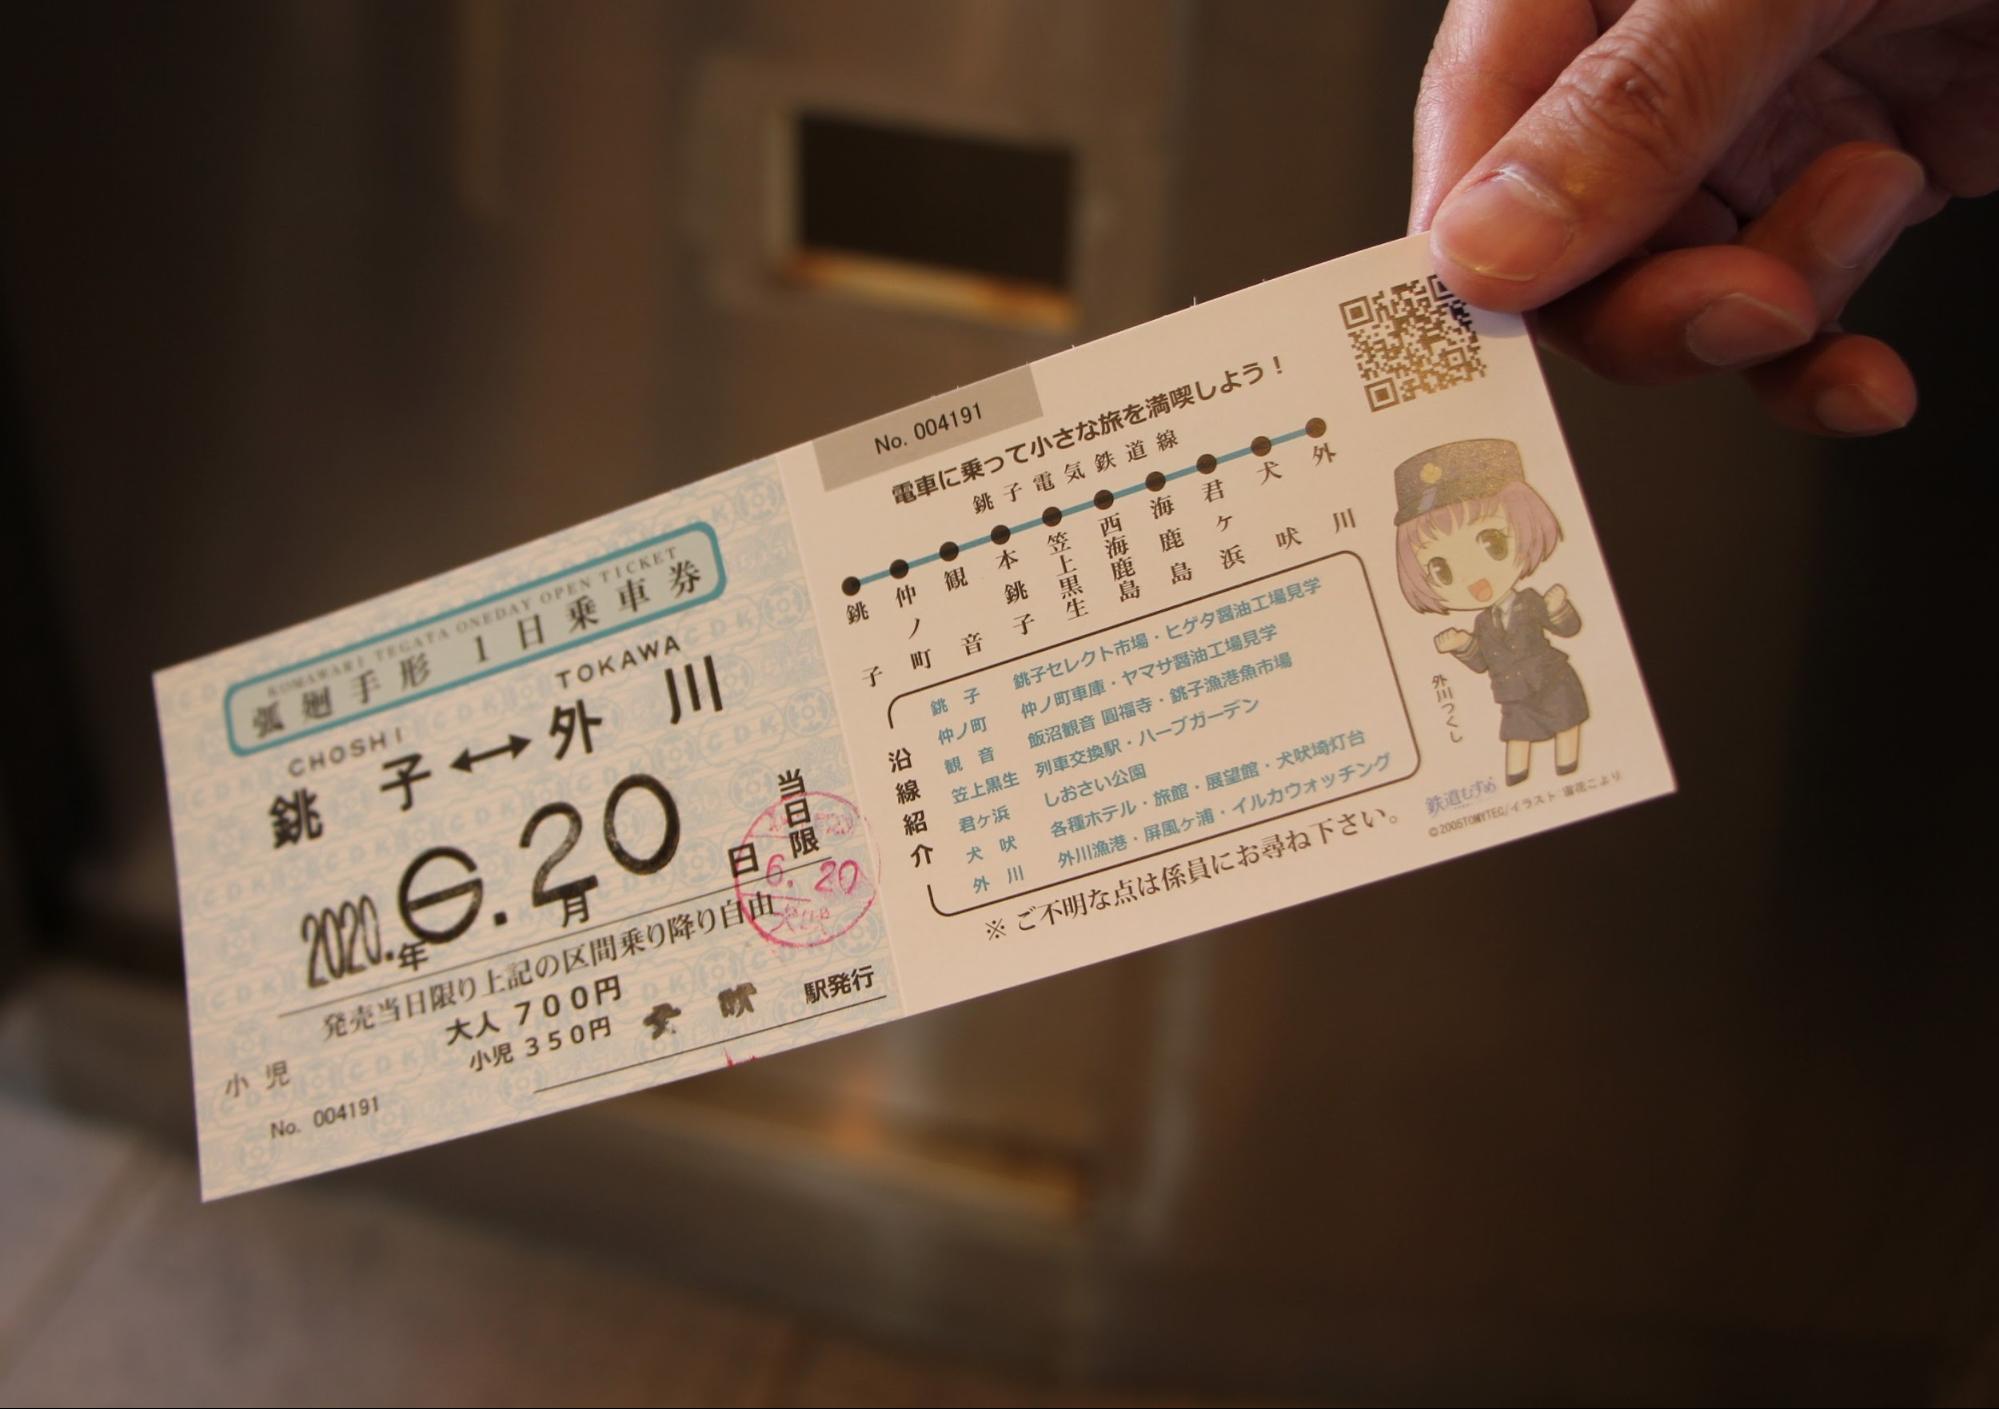 KOMAWARI TEGATA ONEDAY OPEN TICKET
弧廻手形 1日乗車券
CHOSHI TOKAWA
銚子↔外川
2020.年6.月20日
当日限
6.20
発売当日限り上記の区間乗り降り自由
大人 700円
小児 350円
犬吠 駅発行
小児
No. 004191
No. 004191
電車に乗って小さな旅を満喫しよう!
銚子電気鉄道線
銚子
仲ノ町
観音
本銚子
笠上黒生
西海鹿島
海鹿島
君ヶ浜
犬吠
外川
沿線紹介
銚子 銚子セレクト市場・ヒゲタ醤油工場見学
仲ノ町 仲ノ町車庫・ヤマサ醤油工場見学
観音 飯沼観音 圓福寺・銚子漁港魚市場
笠上黒生 列車交換駅・ハーブガーデン
君ヶ浜 しおさい公園
犬吠 各種ホテル・旅館・展望館・犬吠埼灯台
外川 外川漁港・屏風ヶ浦・イルカウォッチング
※ ご不明な点は係員にお尋ね下さい。
外川つくし
鉄道むすめ
©2005TOMYTEC/イラスト 宙花こより